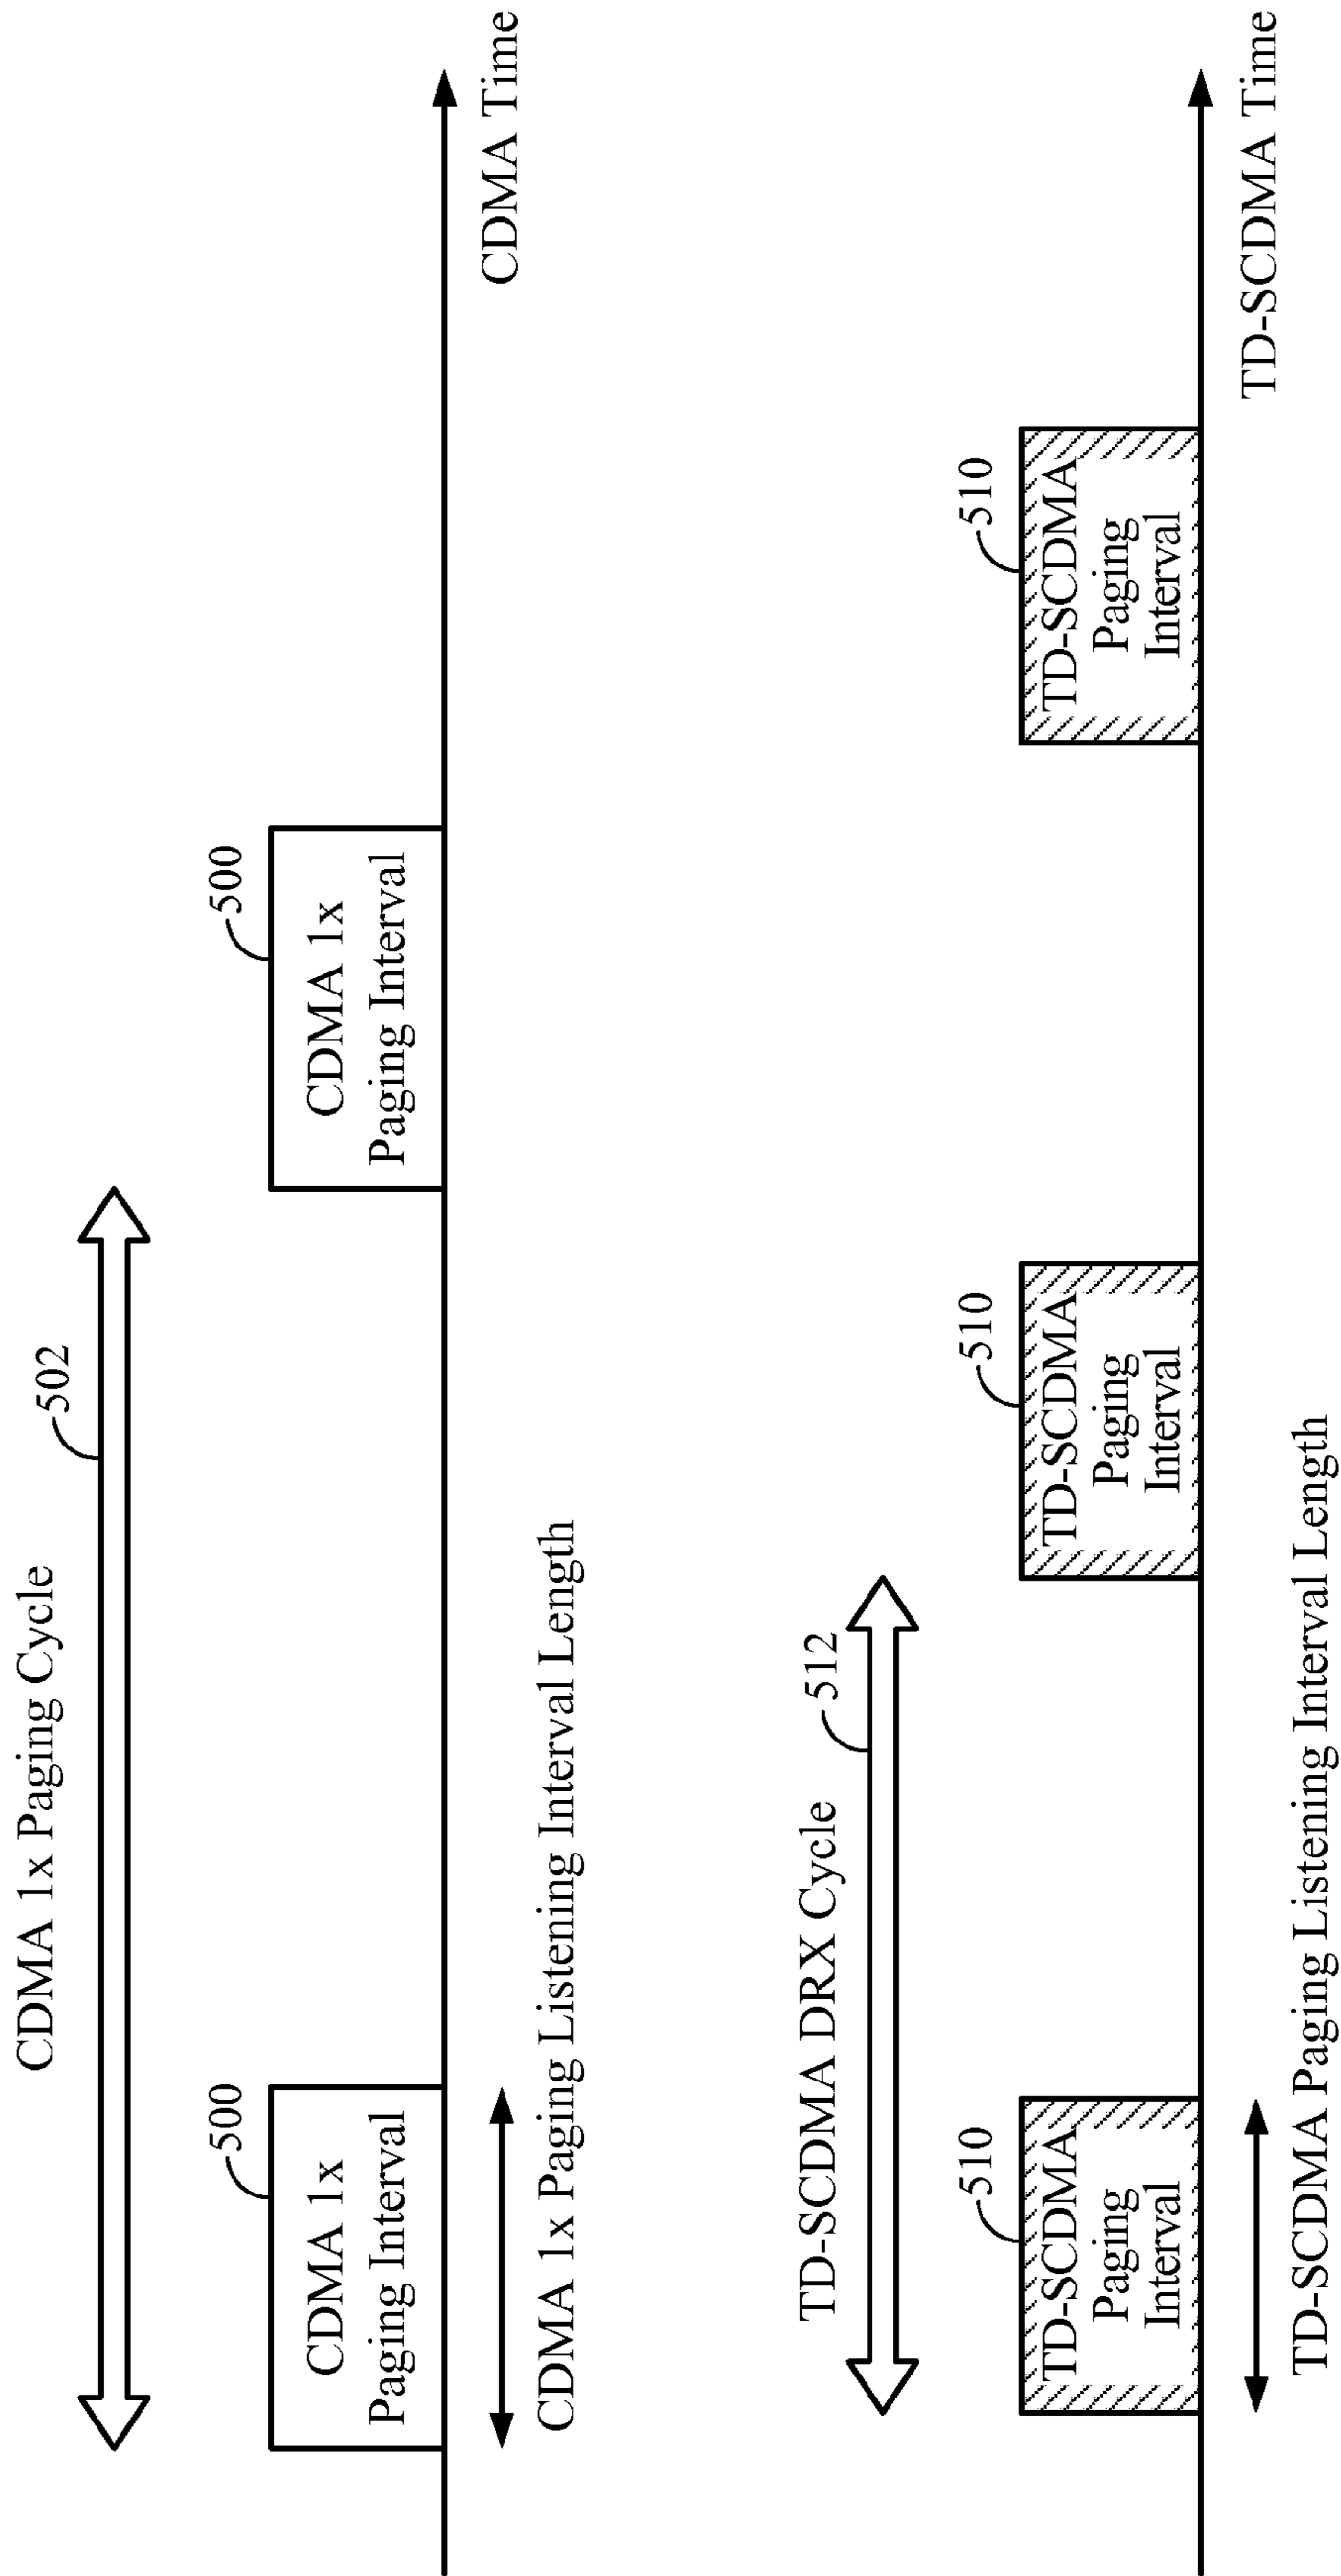 CDMA 1x Paging Cycle
502
500
500
CDMA 1x
Paging Interval
CDMA 1x
Paging Interval
CDMA Time
CDMA 1x Paging Listening Interval Length
TD-SCDMA DRX Cycle
512
510
510
510
TD-SCDMA
Paging
Interval
TD-SCDMA
Paging
Interval
TD-SCDMA
Paging
Interval
TD-SCDMA Time
TD-SCDMA Paging Listening Interval Length